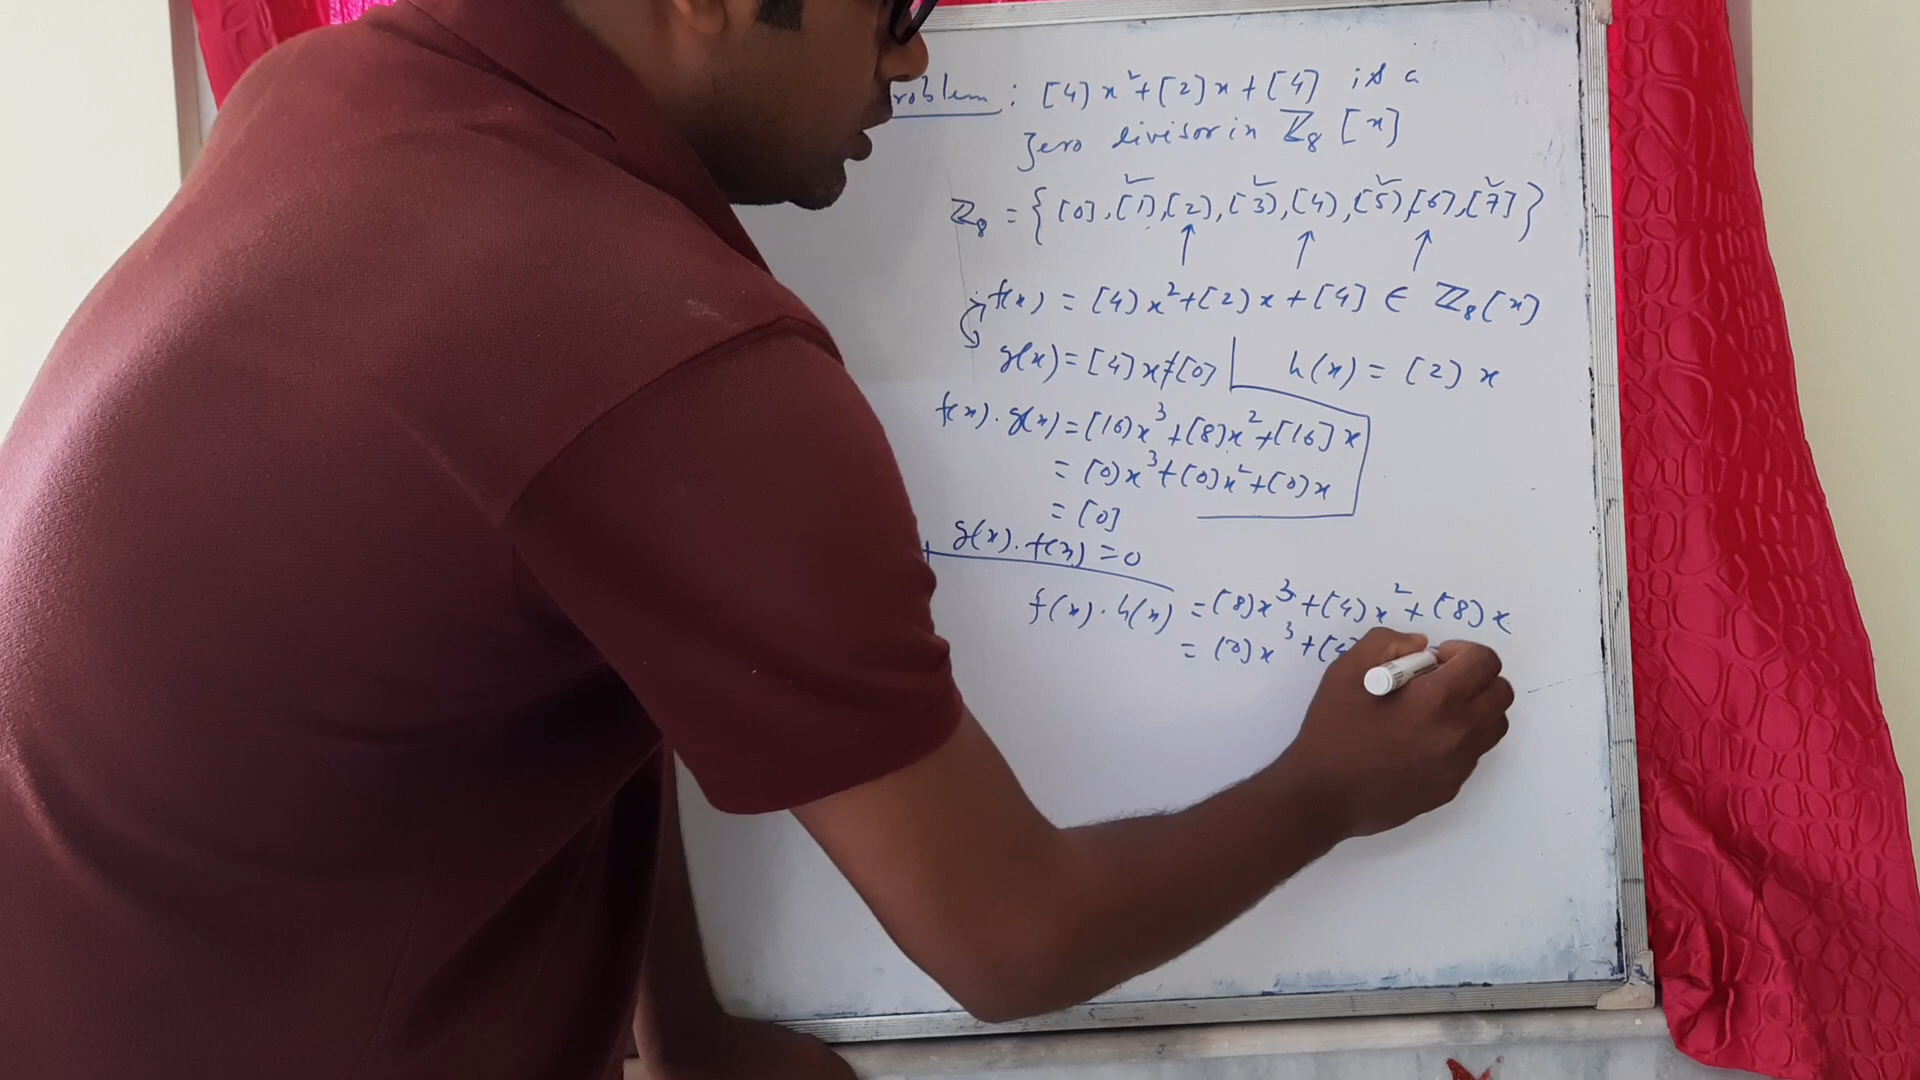 roblem : [4] x² + [2] x + [4] is a
Zero divisor in ℤ₈ [x]
ℤ₈ = { [0], [1], [2], [3], [4], [5], [6], [7] }
f(x) = [4] x² + [2] x + [4] ∈ ℤ₈ [x]
g(x) = [4] x ≠ [0] | h(x) = [2] x
f(x) . g(x) = [16] x³ + [8] x² + [16] x
= [0] x³ + [0] x² + [0] x
= [0]
g(x) . f(x) = 0
f(x) . h(x) = [8] x³ + [4] x² + [8] x
= [0] x³ + [4